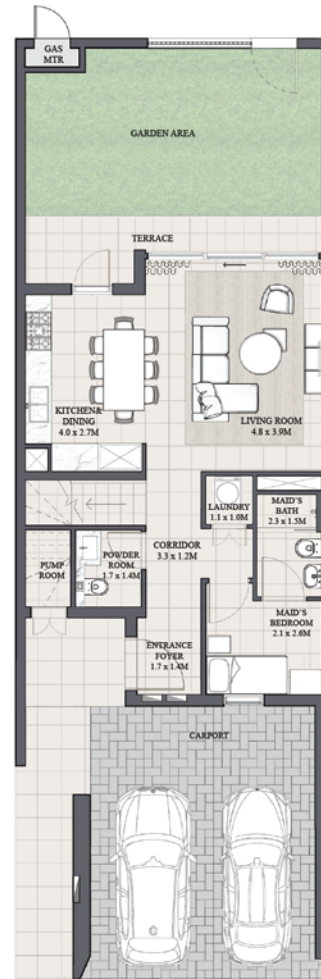 GAS
MTR
GARDEN AREA
TERRACE
KITCHEN&
DINING
4.0 x 2.7M
LIVING ROOM
4.8 x 3.9M
LAUNDRY
1.1 x 1.0M
MAID'S
BATH
2.3 x 1.5M
POWDER
ROOM
1.7 x 1.4M
CORRIDOR
3.3 x 1.2M
PUMP
ROOM
MAID'S
BEDROOM
2.1 x 2.6M
ENTRANCE
FOYER
1.7 x 1.4M
CARPORT